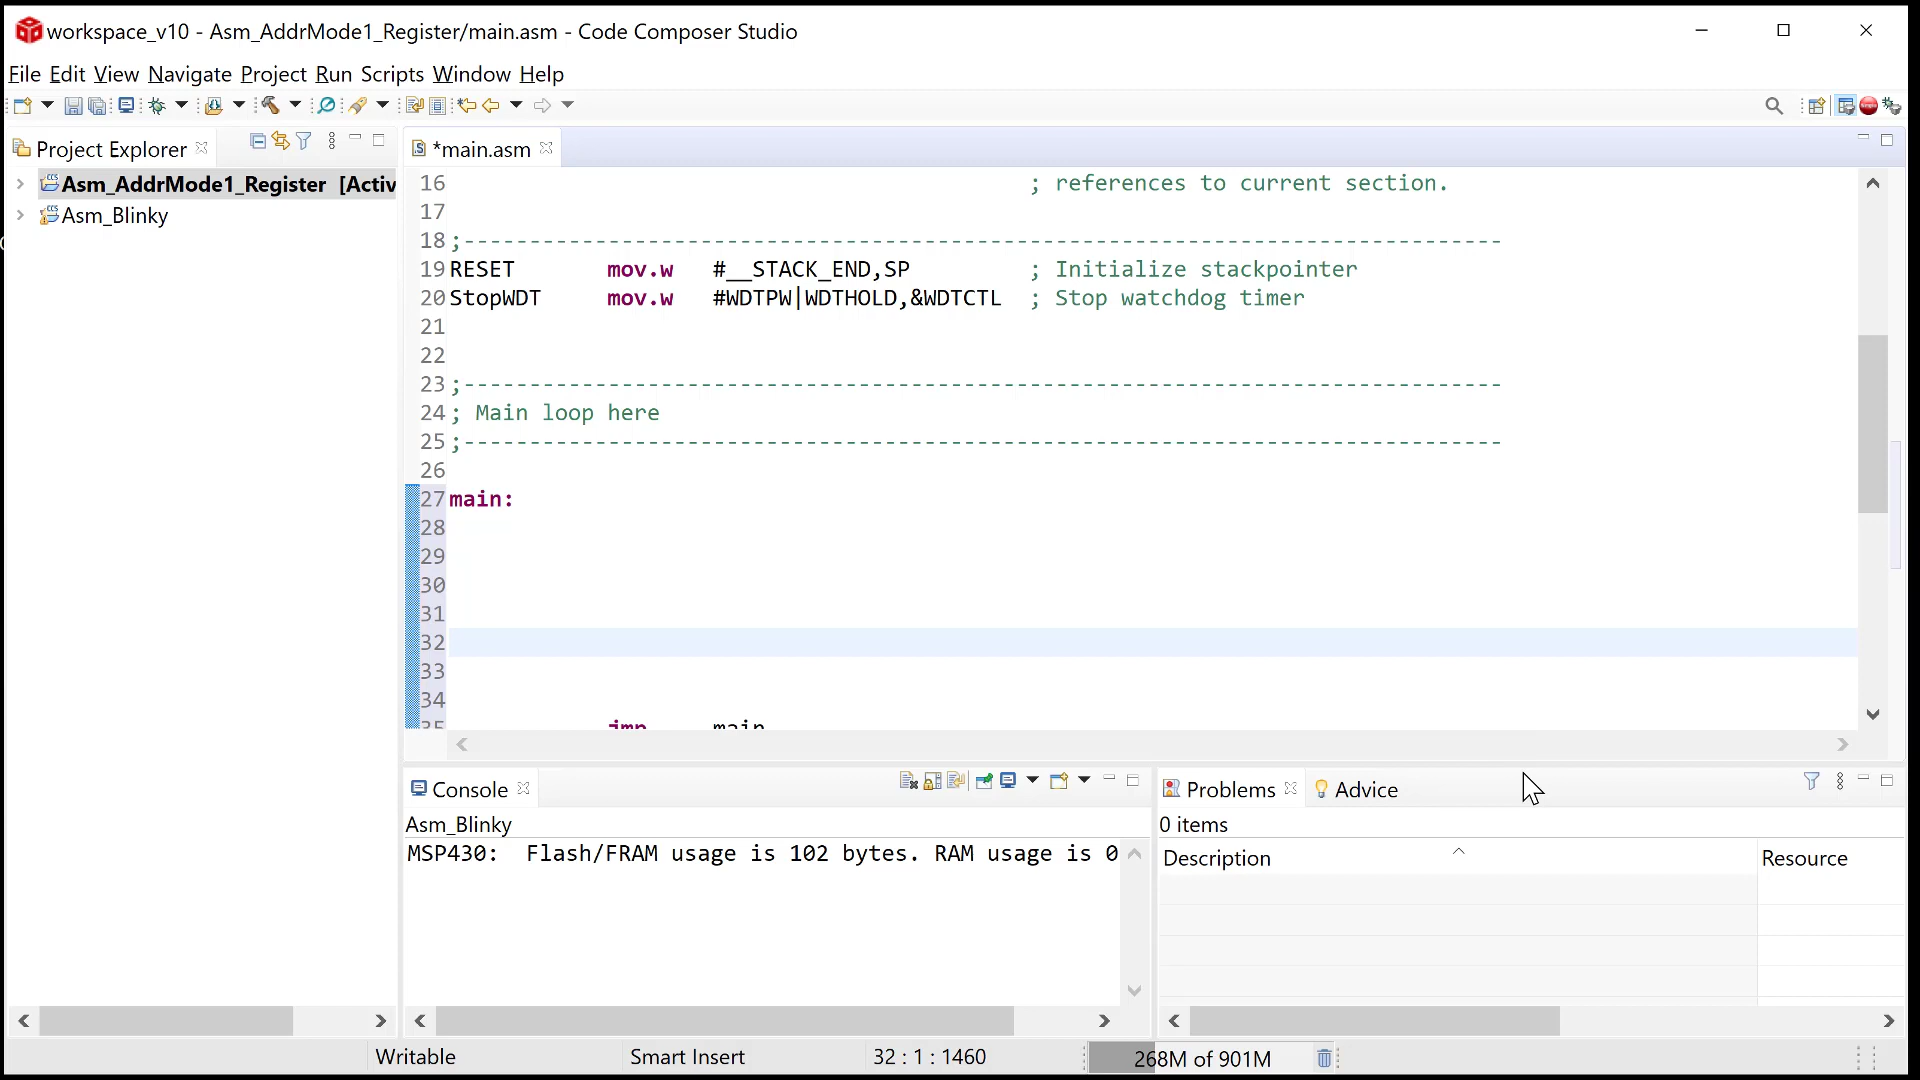 workspace_v10 - Asm_AddrMode1_Register/main.asm - Code Composer Studio
File Edit View Navigate Project Run Scripts Window Help
Project Explorer
*main.asm
Asm_AddrMode1_Register [Activ
Asm_Blinky
16 ; references to current section.
17
18 ;-------------------------------------------------------------------------------
19 RESET mov.w #__STACK_END,SP ; Initialize stackpointer
20 StopWDT mov.w #WDTPW|WDTHOLD,&WDTCTL ; Stop watchdog timer
21
22
23 ;-------------------------------------------------------------------------------
24 ; Main loop here
25 ;-------------------------------------------------------------------------------
26
27 main:
28
29
30
31
32
33
34
35 jmp main
Console
Asm_Blinky
MSP430: Flash/FRAM usage is 102 bytes. RAM usage is 0
Problems Advice
0 items
Description Resource
Writable Smart Insert 32 : 1 : 1460 268M of 901M